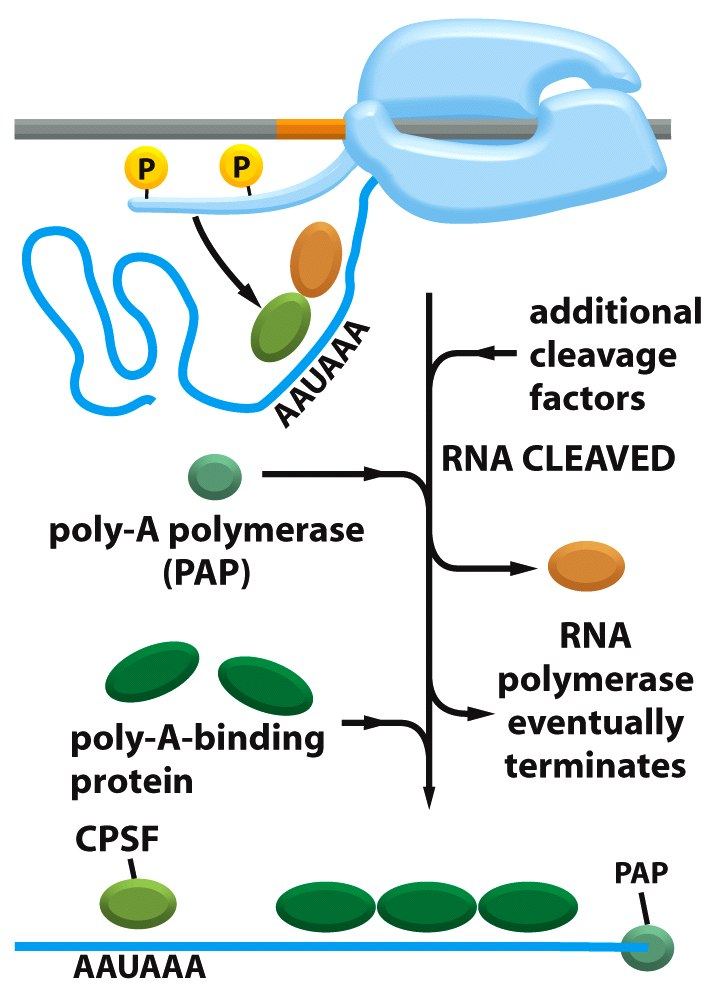 P
P
AAUAAA
additional
cleavage
factors
RNA CLEAVED
poly-A polymerase
(PAP)
RNA
polymerase
eventually
terminates
poly-A-binding
protein
CPSF
PAP
AAUAAA